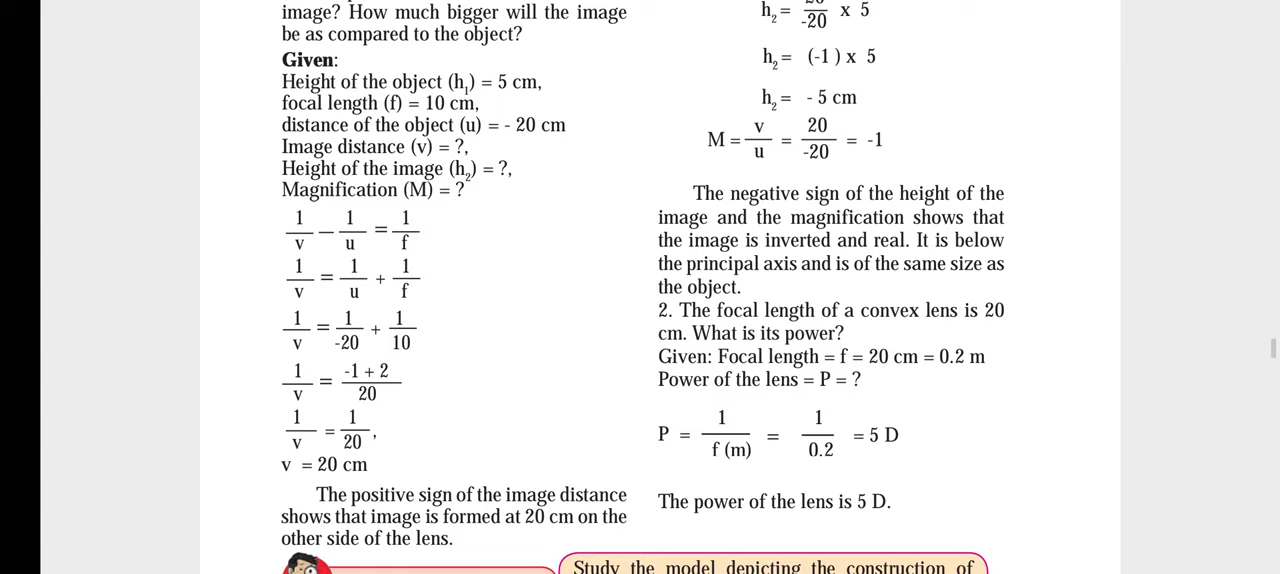 image? How much bigger will the image
be as compared to the object?
Given:
Height of the object (h₁) = 5 cm,
focal length (f) = 10 cm,
distance of the object (u) = - 20 cm
Image distance (v) = ?,
Height of the image (h₂) = ?,
Magnification (M) = ?
1/v − 1/u = 1/f
1/v = 1/u + 1/f
1/v = 1/-20 + 1/10
1/v = -1 + 2/20
1/v = 1/20 ,
v = 20 cm
The positive sign of the image distance
shows that image is formed at 20 cm on the
other side of the lens.
h₂ = 20/-20 x 5
h₂ = (-1 ) x 5
h₂ = - 5 cm
M = v/u = 20/-20 = -1
The negative sign of the height of the
image and the magnification shows that
the image is inverted and real. It is below
the principal axis and is of the same size as
the object.
2. The focal length of a convex lens is 20
cm. What is its power?
Given: Focal length = f = 20 cm = 0.2 m
Power of the lens = P = ?
P = 1/f (m) = 1/0.2 = 5 D
The power of the lens is 5 D.
Study the model depicting the construction of